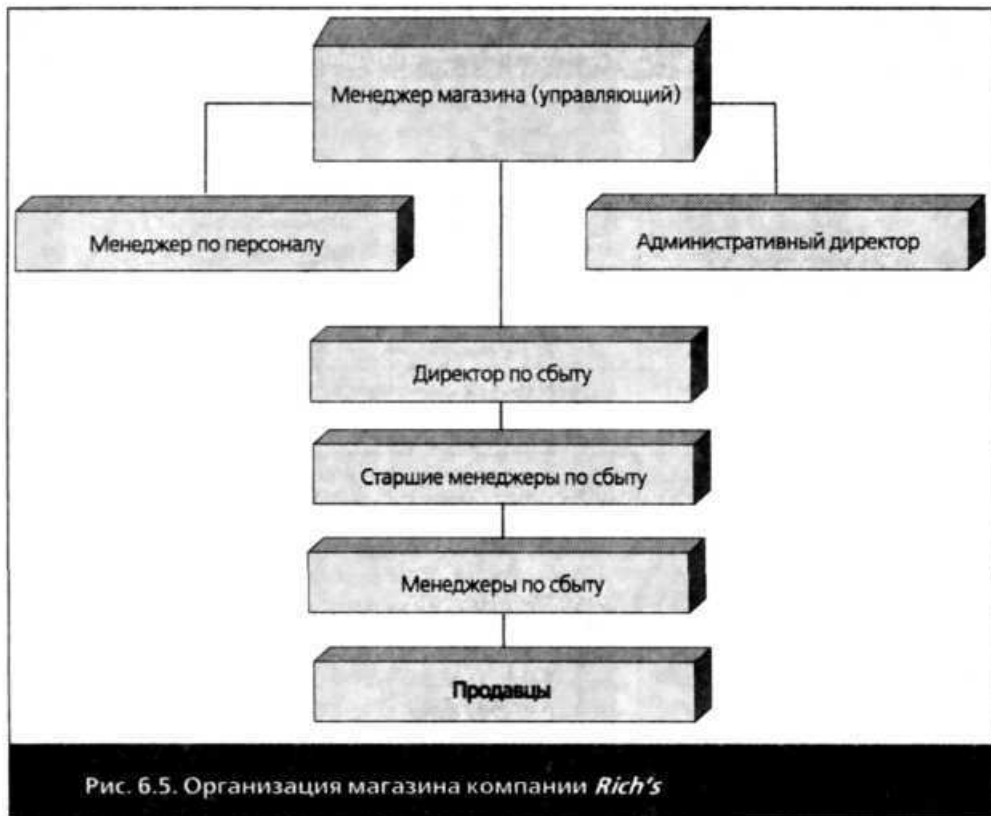 Менеджер магазина (управляющий)
Менеджер по персоналу
Административный директор
Директор по сбыту
Старшие менеджеры по сбыту
Менеджеры по сбыту
Продавцы
Рис. 6.5. Организация магазина компании Rich's